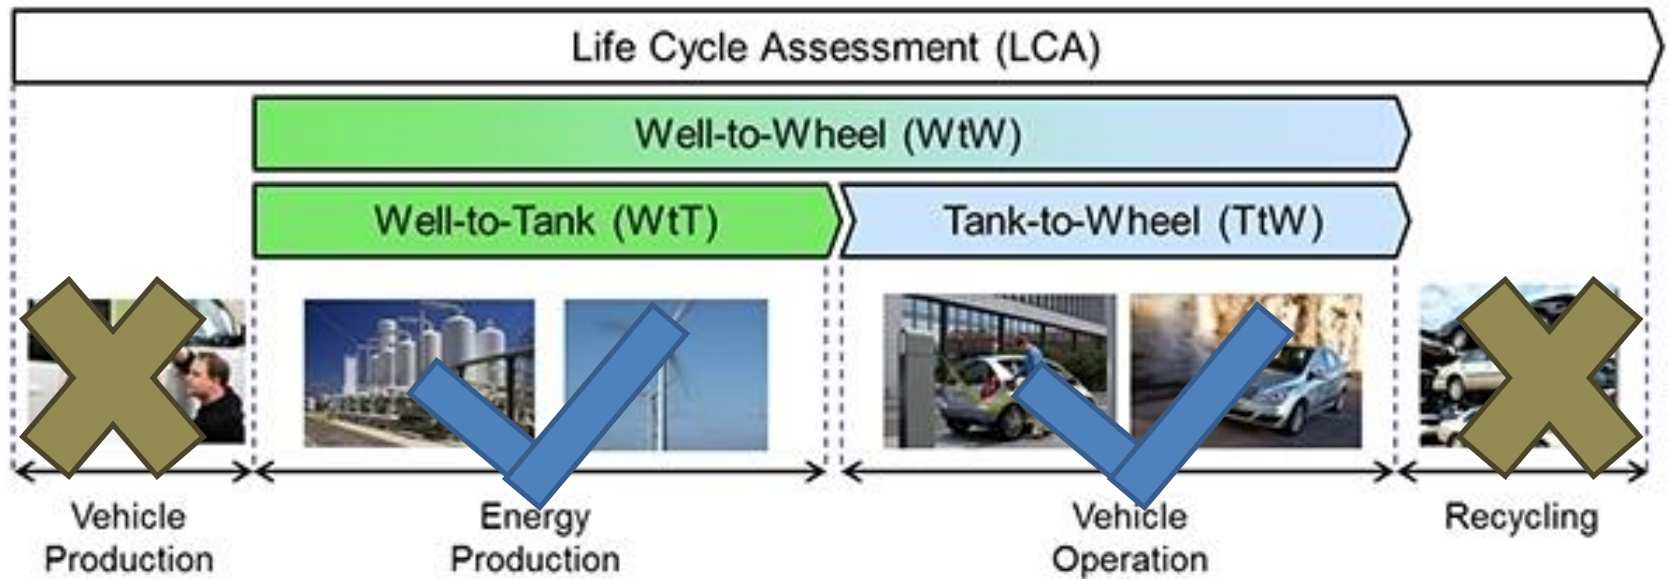 Life Cycle Assessment (LCA)
Well-to-Wheel (WtW)
Well-to-Tank (WtT)
Tank-to-Wheel (TtW)
Vehicle
Production
Energy
Production
Vehicle
Operation
Recycling